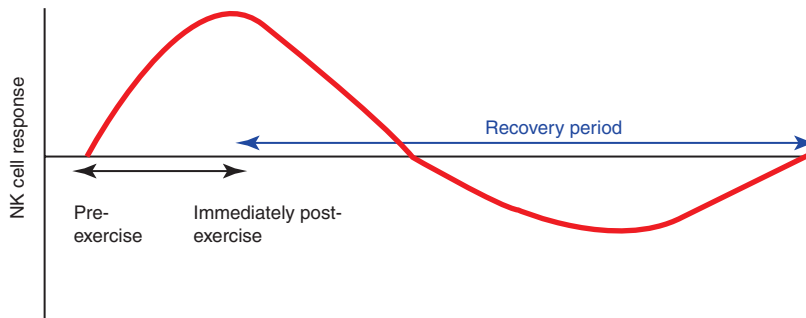 NK cell response
Recovery period
Pre-
exercise
Immediately post-
exercise